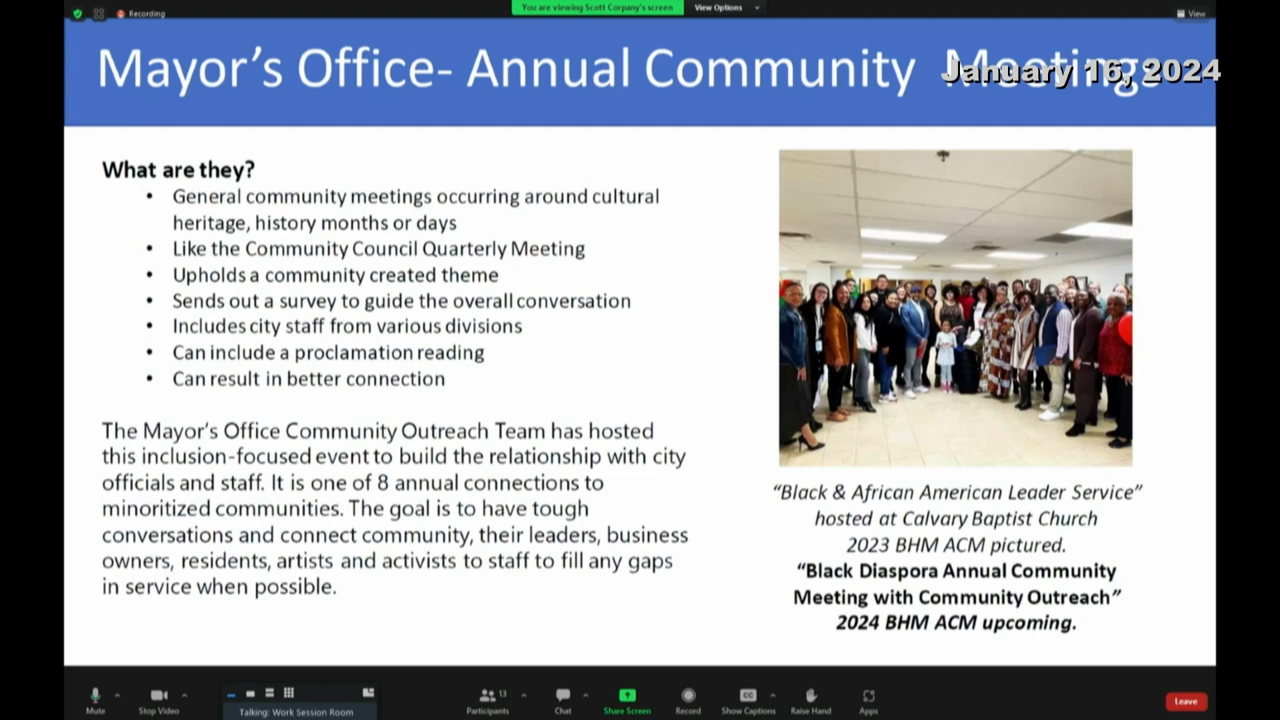 Recording
You are viewing Scott Corpany's screen
View Options
View
Mayor's Office- Annual Community Meetings
January 16, 2024
What are they?
• General community meetings occurring around cultural
heritage, history months or days
• Like the Community Council Quarterly Meeting
• Upholds a community created theme
• Sends out a survey to guide the overall conversation
• Includes city staff from various divisions
• Can include a proclamation reading
• Can result in better connection
The Mayor's Office Community Outreach Team has hosted
this inclusion-focused event to build the relationship with city
officials and staff. It is one of 8 annual connections to
minoritized communities. The goal is to have tough
conversations and connect community, their leaders, business
owners, residents, artists and activists to staff to fill any gaps
in service when possible.
"Black & African American Leader Service"
hosted at Calvary Baptist Church
2023 BHM ACM pictured.
"Black Diaspora Annual Community
Meeting with Community Outreach"
2024 BHM ACM upcoming.
Mute
Stop Video
Talking: Work Session Room
Participants
13
Chat
Share Screen
Record
CC
Show Captions
Raise Hand
Apps
Leave